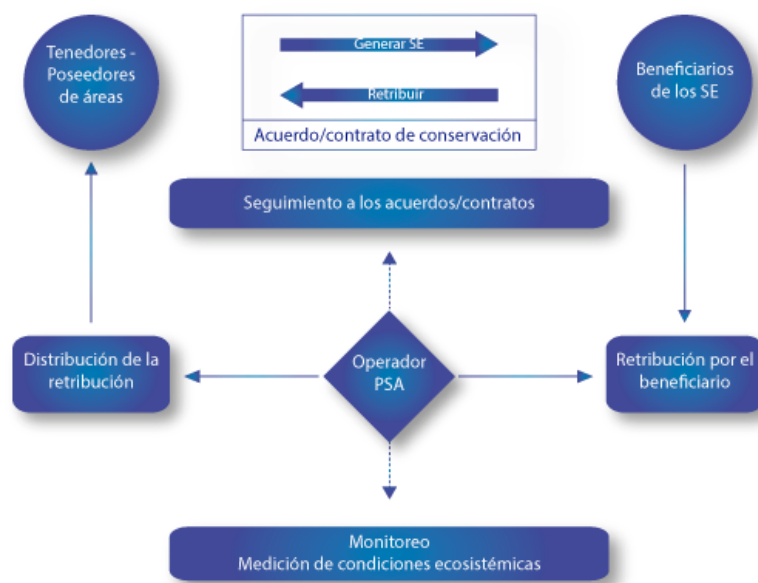 Tenedores -
Poseedores
de áreas
Generar SE
Retribuir
Acuerdo/contrato de conservación
Beneficiarios
de los SE
Seguimiento a los acuerdos/contratos
Distribución de la
retribución
Operador
PSA
Retribución por el
beneficiario
Monitoreo
Medición de condiciones ecosistémicas